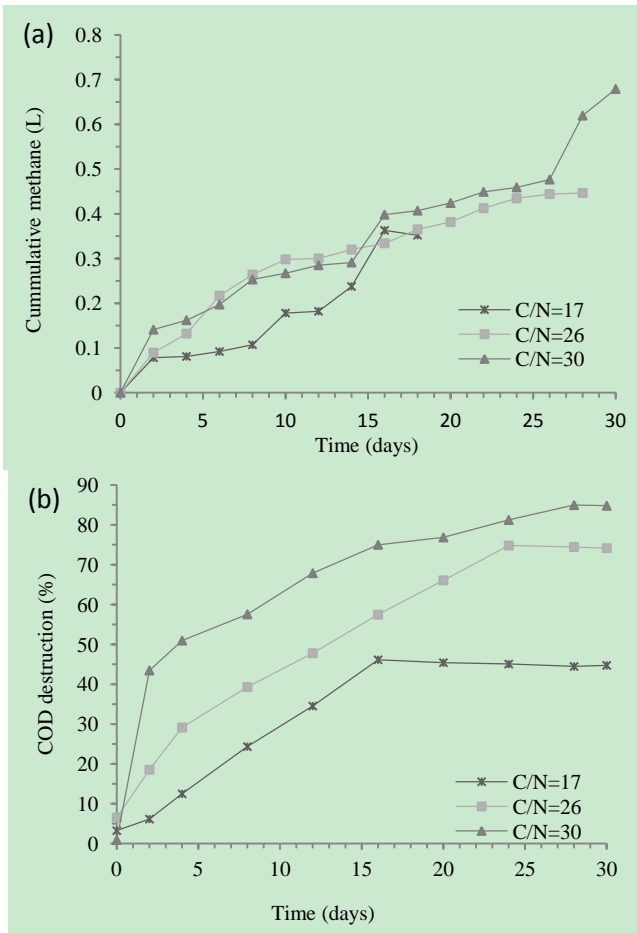 (a)
Cummulative methane (L)
0.8
0.7
0.6
0.5
0.4
0.3
0.2
0.1
0
C/N=17
C/N=26
C/N=30
0 5 10 15 20 25 30
Time (days)
(b)
COD destruction (%)
90
80
70
60
50
40
30
20
10
0
C/N=17
C/N=26
C/N=30
0 5 10 15 20 25 30
Time (days)